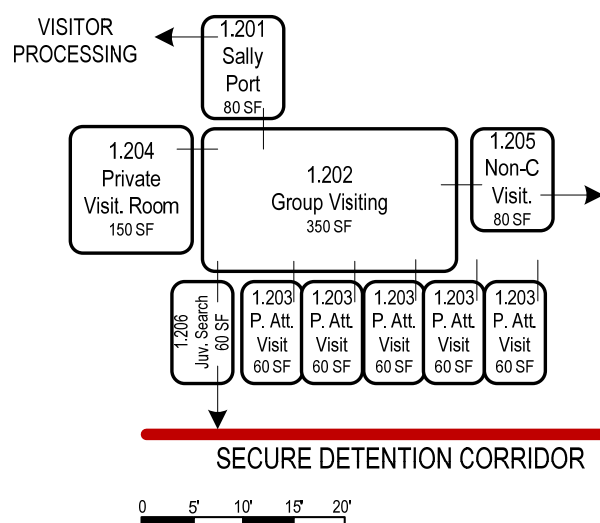 VISITOR
PROCESSING
1.201
Sally
Port
80 SF
1.204
Private
Visit. Room
150 SF
1.202
Group Visiting
350 SF
1.205
Non-C
Visit.
80 SF
1.206
Juv. Search
60 SF
1.203
P. Att.
Visit
60 SF
1.203
P. Att.
Visit
60 SF
1.203
P. Att.
Visit
60 SF
1.203
P. Att.
Visit
60 SF
1.203
P. Att.
Visit
60 SF
SECURE DETENTION CORRIDOR
0 5' 10' 15' 20'